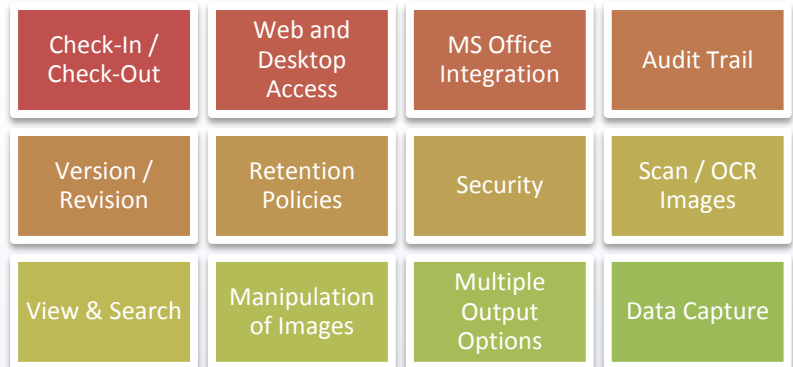 Check-In /
Check-Out
Web and
Desktop
Access
MS Office
Integration
Audit Trail
Version /
Revision
Retention
Policies
Security
Scan / OCR
Images
View & Search
Manipulation
of Images
Multiple
Output
Options
Data Capture